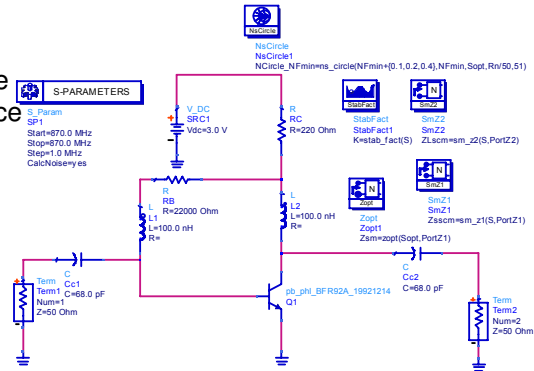 NsCircle
NsCircle
NsCircle1
NCircle_NFmin=ns_circle(NFmin+{0.1,0.2,0.4},NFmin,Sopt,Rn/50,51)
e
ce
S-PARAMETERS
S_Param
SP1
Start=870.0 MHz
Stop=870.0 MHz
Step=1.0 MHz
CalcNoise=yes
V_DC
SRC1
Vdc=3.0 V
R
RC
R=220 Ohm
StabFact
StabFact
StabFact1
K=stab_fact(S)
N
SmZ2
SmZ2
SmZ2
ZLscm=sm_z2(S,PortZ2)
R
RB
R=22000 Ohm
L
L1
L=100.0 nH
R=
L
L2
L=100.0 nH
R=
N
Zopt
Zopt
Zopt1
Zsm=zopt(Sopt,PortZ1)
N
SmZ1
SmZ1
SmZ1
Zsscm=sm_z1(S,PortZ1)
C
Cc1
C=68.0 pF
Term
Term1
Num=1
Z=50 Ohm
pb_phl_BFR92A_19921214
Q1
C
Cc2
C=68.0 pF
Term
Term2
Num=2
Z=50 Ohm